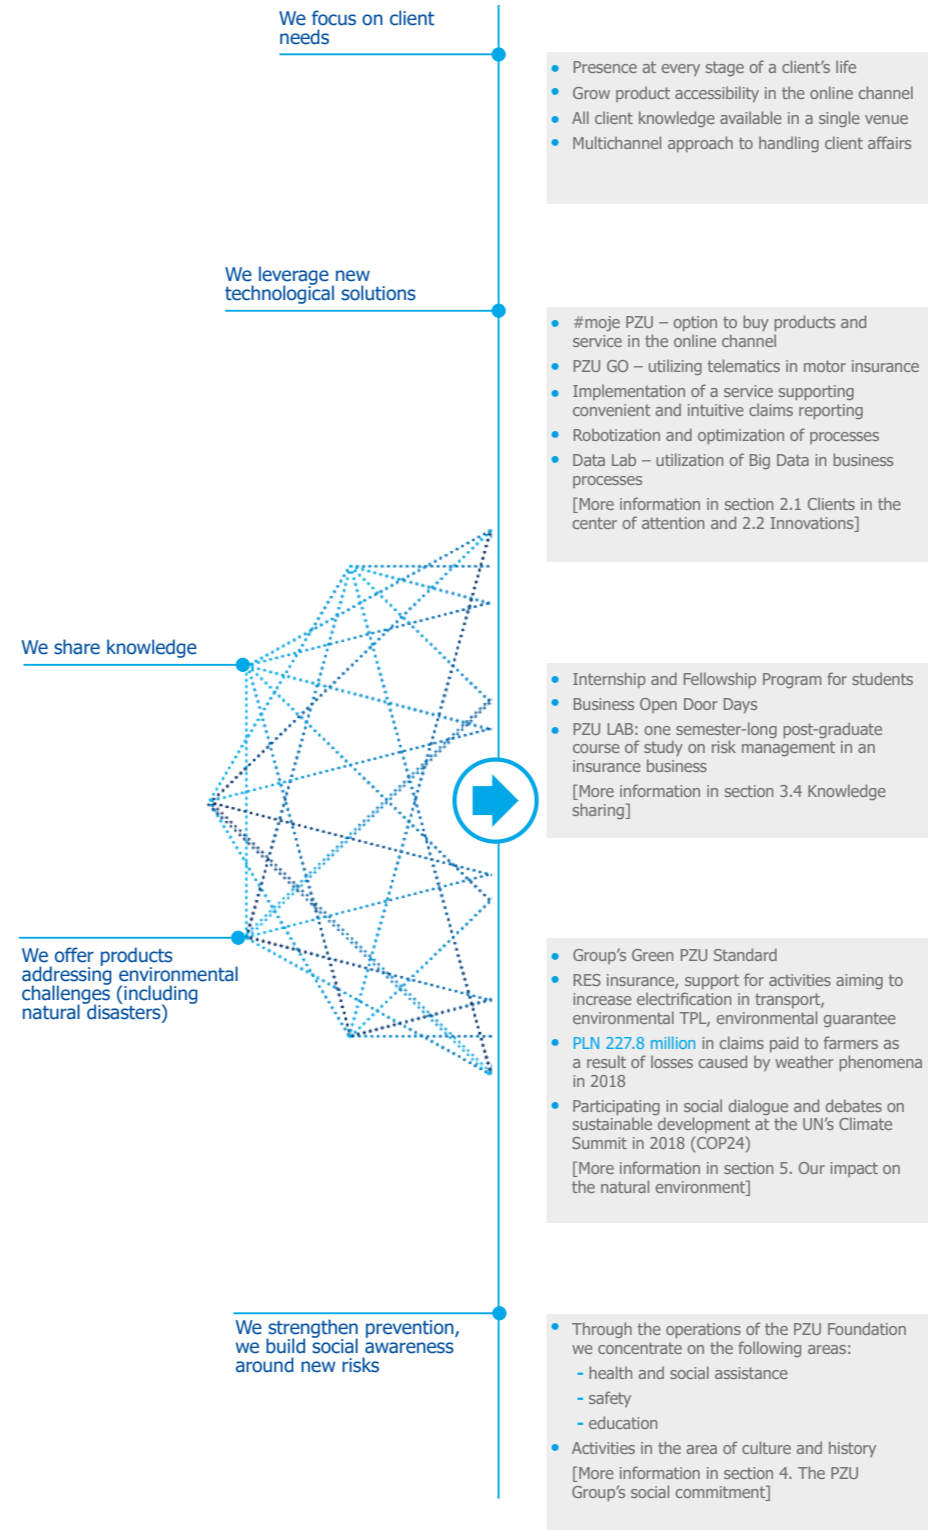 We focus on client
needs
• Presence at every stage of a client's life
• Grow product accessibility in the online channel
• All client knowledge available in a single venue
• Multichannel approach to handling client affairs
We leverage new
technological solutions
• #moje PZU – option to buy products and
service in the online channel
• PZU GO – utilizing telematics in motor insurance
• Implementation of a service supporting
convenient and intuitive claims reporting
• Robotization and optimization of processes
• Data Lab – utilization of Big Data in business
processes
[More information in section 2.1 Clients in the
center of attention and 2.2 Innovations]
We share knowledge
• Internship and Fellowship Program for students
• Business Open Door Days
• PZU LAB: one semester-long post-graduate
course of study on risk management in an
insurance business
[More information in section 3.4 Knowledge
sharing]
We offer products
addressing environmental
challenges (including
natural disasters)
• Group's Green PZU Standard
• RES insurance, support for activities aiming to
increase electrification in transport,
environmental TPL, environmental guarantee
• PLN 227.8 million in claims paid to farmers as
a result of losses caused by weather phenomena
in 2018
• Participating in social dialogue and debates on
sustainable development at the UN's Climate
Summit in 2018 (COP24)
[More information in section 5. Our impact on
the natural environment]
We strengthen prevention,
we build social awareness
around new risks
• Through the operations of the PZU Foundation
we concentrate on the following areas:
- health and social assistance
- safety
- education
• Activities in the area of culture and history
[More information in section 4. The PZU
Group's social commitment]